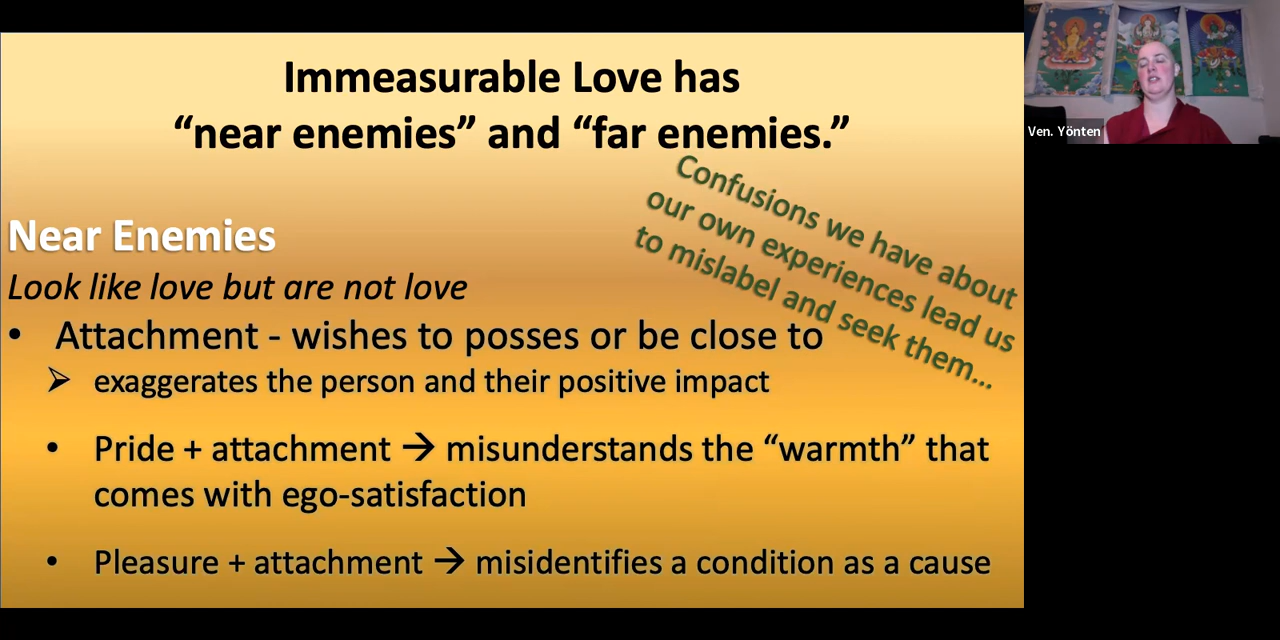 Immeasurable Love has
“near enemies” and “far enemies.”
Confusions we have about
our own experiences lead us
to mislabel and seek them...
Near Enemies
Look like love but are not love
• Attachment - wishes to posses or be close to
➢ exaggerates the person and their positive impact
• Pride + attachment → misunderstands the “warmth” that
comes with ego-satisfaction
• Pleasure + attachment → misidentifies a condition as a cause
Ven. Yönten